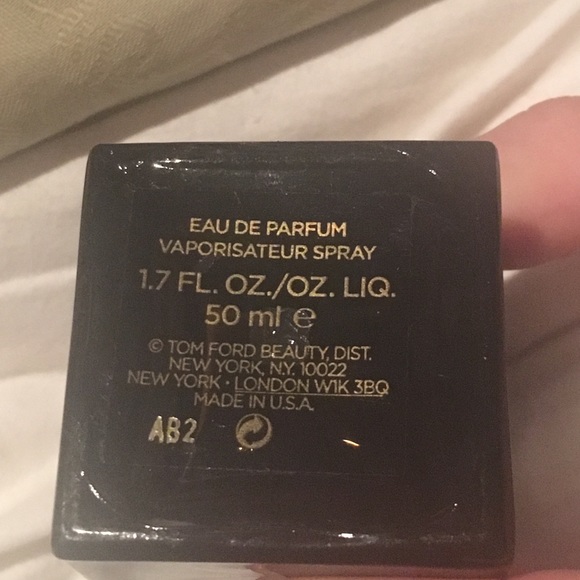 EAU DE PARFUM
VAPORISATEUR SPRAY
1.7 FL. OZ./OZ. LIQ.
50 ml ℮
© TOM FORD BEAUTY, DIST.
NEW YORK, N.Y. 10022
NEW YORK · LONDON W1K 3BQ
MADE IN U.S.A.
AB2